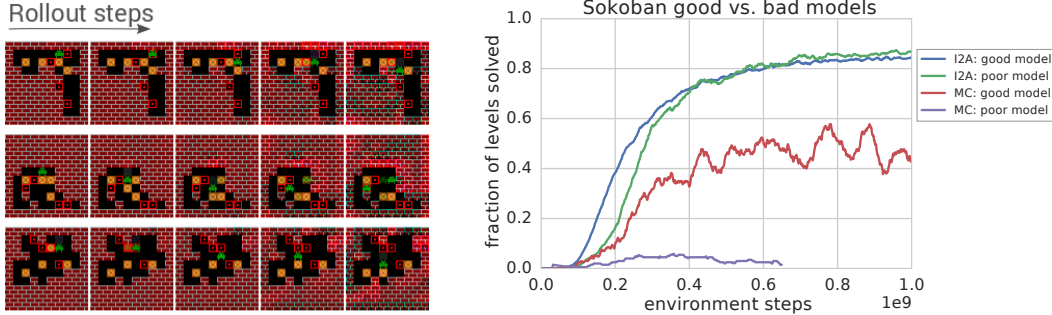 Rollout steps
Sokoban good vs. bad models
fraction of levels solved
1.0
0.8
0.6
0.4
0.2
0.0
0.0 0.2 0.4 0.6 0.8 1.0
environment steps 1e9
I2A: good model
I2A: poor model
MC: good model
MC: poor model